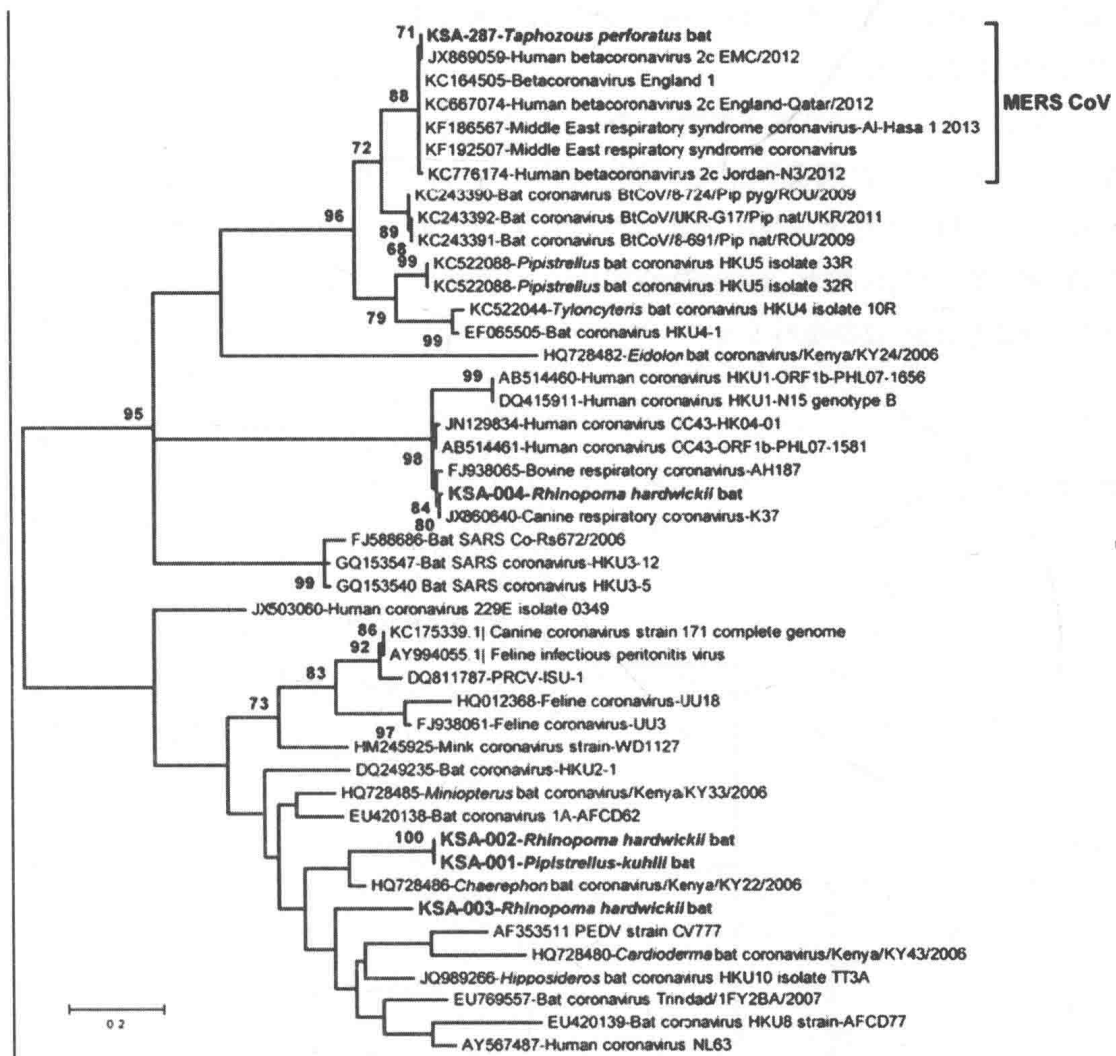 71 KSA-287-Taphozous perforatus bat
JX869059-Human betacoronavirus 2c EMC/2012
KC164505-Betacoronavirus England 1
88 KC667074-Human betacoronavirus 2c England-Qatar/2012
MERS CoV
KF186567-Middle East respiratory syndrome coronavirus-Al-Hasa 1 2013
72 KF192507-Middle East respiratory syndrome coronavirus
KC776174-Human betacoronavirus 2c Jordan-N3/2012
KC243390-Bat coronavirus BtCoV/8-724/Pip pyg/ROU/2009
96 KC243392-Bat coronavirus BtCoV/UKR-G17/Pip nat/UKR/2011
89
68 KC243391-Bat coronavirus BtCoV/8-691/Pip nat/ROU/2009
99 KC522088-Pipistrellus bat coronavirus HKU5 isolate 33R
KC522088-Pipistrellus bat coronavirus HKU5 isolate 32R
79 KC522044-Tyloncyteris bat coronavirus HKU4 isolate 10R
99 EF065505-Bat coronavirus HKU4-1
HQ728482-Eidolon bat coronavirus/Kenya/KY24/2006
99 AB514460-Human coronavirus HKU1-ORF1b-PHL07-1656
DQ415911-Human coronavirus HKU1-N15 genotype B
95 JN129834-Human coronavirus CC43-HK04-01
AB514461-Human coronavirus CC43-ORF1b-PHL07-1581
98 FJ938065-Bovine respiratory coronavirus-AH187
KSA-004-Rhinopoma hardwickii bat
84
80 JX860640-Canine respiratory coronavirus-K37
FJ588686-Bat SARS Co-Rs672/2006
GQ153547-Bat SARS coronavirus-HKU3-12
99 GQ153540 Bat SARS coronavirus HKU3-5
JX503060-Human coronavirus 229E isolate 0349
86 KC175339.1| Canine coronavirus strain 171 complete genome
92 AY994055.1| Feline infectious peritonitis virus
83 DQ811787-PRCV-ISU-1
73 HQ012368-Feline coronavirus-UU18
97 FJ938061-Feline coronavirus-UU3
HM245925-Mink coronavirus strain-WD1127
DQ249235-Bat coronavirus-HKU2-1
HQ728485-Miniopterus bat coronavirus/Kenya/KY33/2006
EU420138-Bat coronavirus 1A-AFCD62
100 KSA-002-Rhinopoma hardwickii bat
KSA-001-Pipistrellus-kuhlii bat
HQ728486-Chaerephon bat coronavirus/Kenya/KY22/2006
KSA-003-Rhinopoma hardwickii bat
AF353511 PEDV strain CV777
HQ728480-Cardioderma bat coronavirus/Kenya/KY43/2006
JQ989266-Hipposideros bat coronavirus HKU10 isolate TT3A
EU769557-Bat coronavirus Trinidad/1FY2BA/2007
EU420139-Bat coronavirus HKU8 strain-AFCD77
AY567487-Human coronavirus NL63
0 2